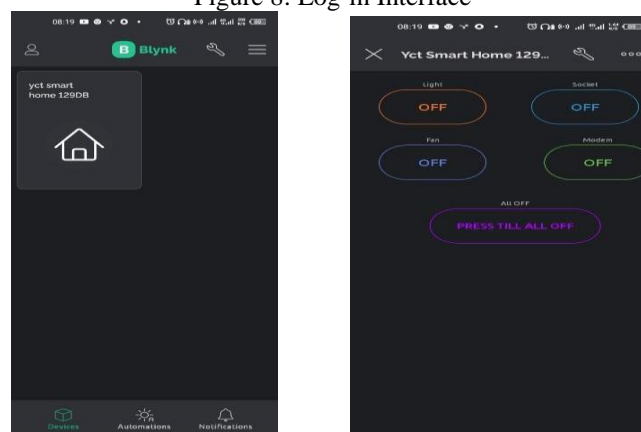 Figure 8: Log-in Interface
08:19
B Blynk
yct smart
home 129DB
Devices
Automations
Notifications
08:19
Yct Smart Home 129...
Light
Socket
OFF
OFF
Fan
Modem
OFF
OFF
All OFF
PRESS TILL ALL OFF